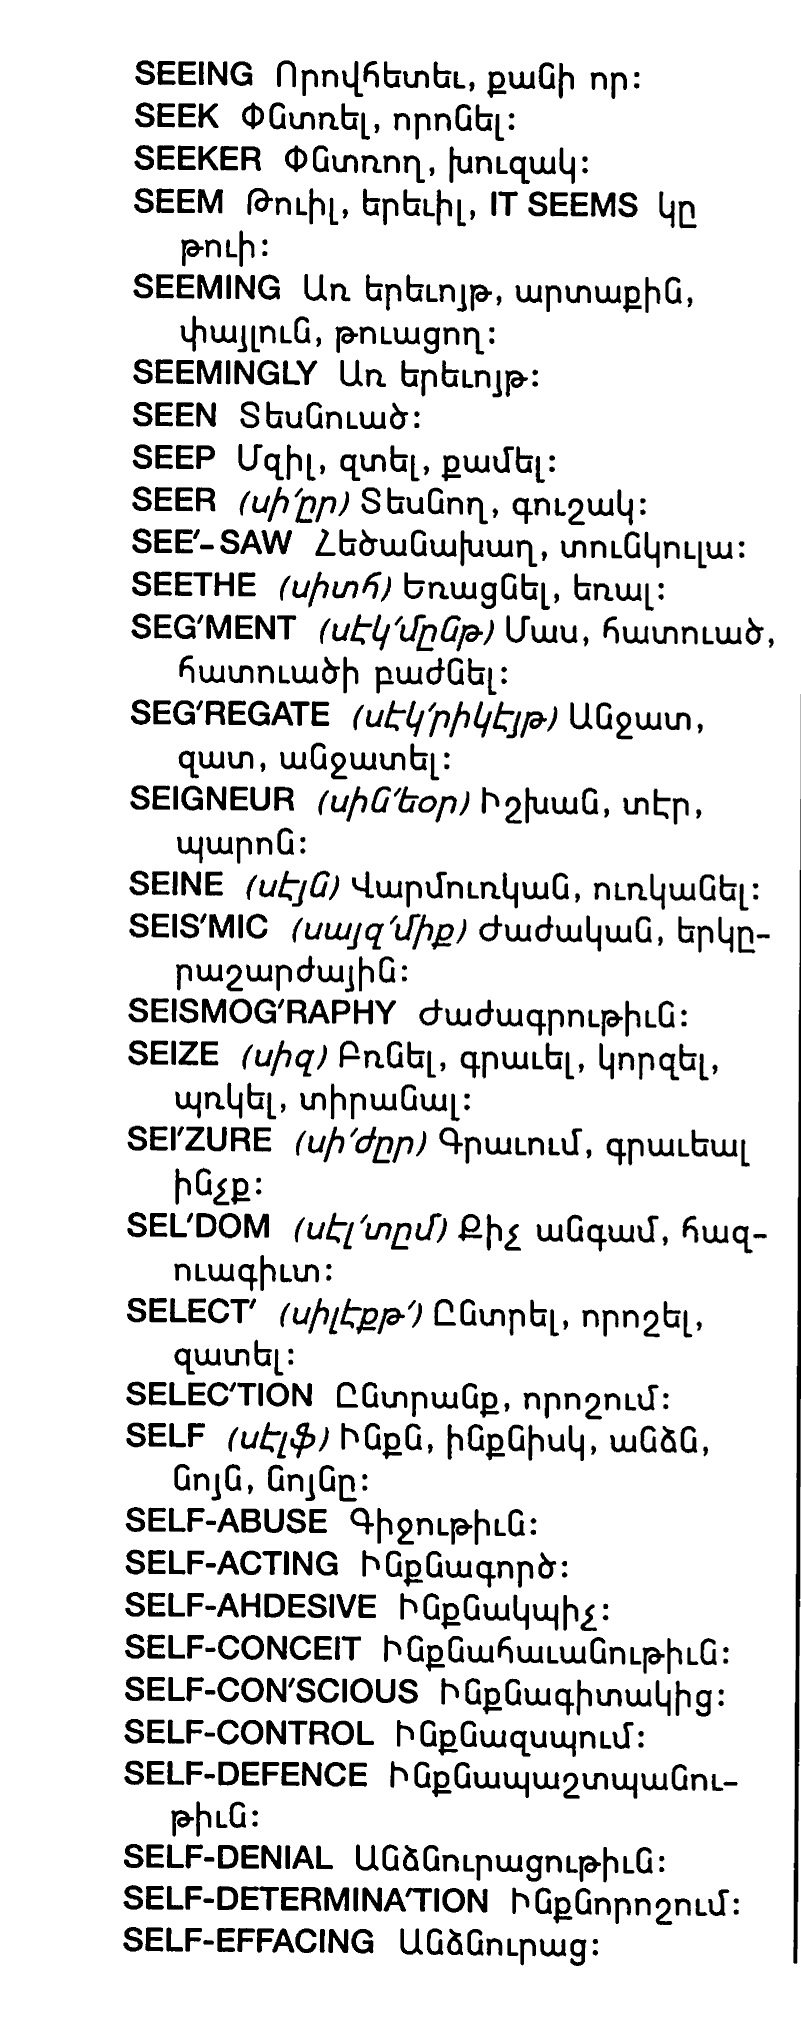 SEEING Որովհետեւ, քանի որ:
SEEK Փնտռել, որոնել:
SEEKER Փնտռող, խուզակ:
SEEM Թուիլ, երեւիլ, IT SEEMS կը
թուի:
SEEMING Առ երեւոյթ, արտաքին,
փայլուն, թուացող:
SEEMINGLY Առ երեւոյթ:
SEEN Տեսնուած:
SEEP Մզիլ, զտել, քամել:
SEER (սի՛ըր) Տեսնող, գուշակ:
SEE′-SAW Հեծանախաղ, տունկուլա:
SEETHE (սիտհ) Եռացնել, եռալ:
SEG′MENT (սէկ՛մընթ) Մաս, հատուած,
հատուածի բաժնել:
SEG′REGATE (սէկ՛րիկէյթ) Անջատ,
զատ, անջատել:
SEIGNEUR (սին՛եօր) Իշխան, տէր,
պարոն:
SEINE (սէյն) Վարմուռկան, ուռկանել:
SEIS′MIC (սայզ՛միք) Ժաժական, երկը-
րաշարժային:
SEISMOG′RAPHY Ժաժագրութիւն:
SEIZE (սիզ) Բռնել, գրաւել, կորզել,
պռկել, տիրանալ:
SEI′ZURE (սի՛ժըր) Գրաւում, գրաւեալ
ինչք:
SEL′DOM (սէլ՛տըմ) Քիչ անգամ, հազ-
ուագիւտ:
SELECT′ (սիլէքթ՛) Ընտրել, որոշել,
զատել:
SELEC′TION Ընտրանք, որոշում:
SELF (սէլֆ) Ինքն, ինքնիսկ, անձն,
նոյն, նոյնը:
SELF-ABUSE Գիջութիւն:
SELF-ACTING Ինքնագործ:
SELF-AHDESIVE Ինքնակպիչ:
SELF-CONCEIT Ինքնահաւանութիւն:
SELF-CON′SCIOUS Ինքնագիտակից:
SELF-CONTROL Ինքնազսպում:
SELF-DEFENCE Ինքնապաշտպանու-
թիւն:
SELF-DENIAL Անձնուրացութիւն:
SELF-DETERMINA′TION Ինքնորոշում:
SELF-EFFACING Անձնուրաց: